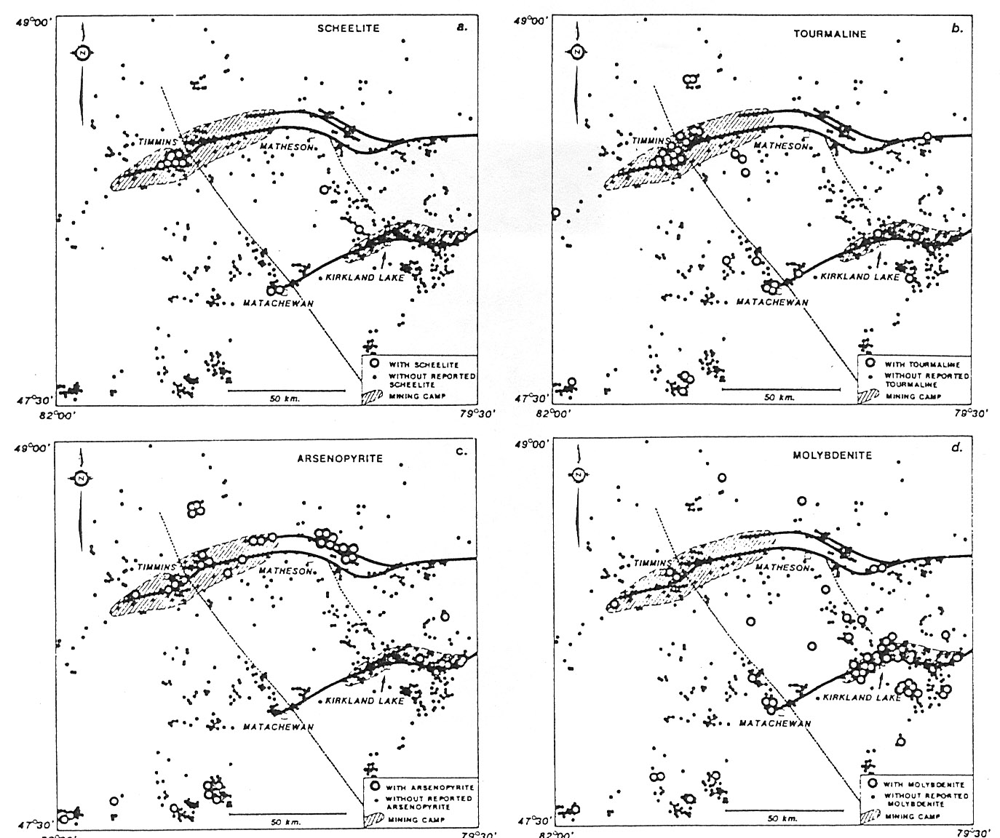 49°00'
SCHEELITE
a.
N
TIMMINS
MATHESON
KIRKLAND LAKE
MATACHEWAN
WITH SCHEELITE
WITHOUT REPORTED
SCHEELITE
MINING CAMP
50 km.
47°30'
82°00'
79°30'
49°00'
TOURMALINE
b.
N
TIMMINS
MATHESON
KIRKLAND LAKE
MATACHEWAN
WITH TOURMALINE
WITHOUT REPORTED
TOURMALINE
MINING CAMP
50 km.
47°30'
82°00'
79°30'
49°00'
ARSENOPYRITE
c.
N
TIMMINS
MATHESON
KIRKLAND LAKE
MATACHEWAN
WITH ARSENOPYRITE
WITHOUT REPORTED
ARSENOPYRITE
MINING CAMP
50 km.
47°30'
79°30'
49°00'
MOLYBDENITE
d.
N
TIMMINS
MATHESON
KIRKLAND LAKE
MATACHEWAN
WITH MOLYBDENITE
WITHOUT REPORTED
MOLYBDENITE
MINING CAMP
50 km.
47°30'
82°00'
79°30'